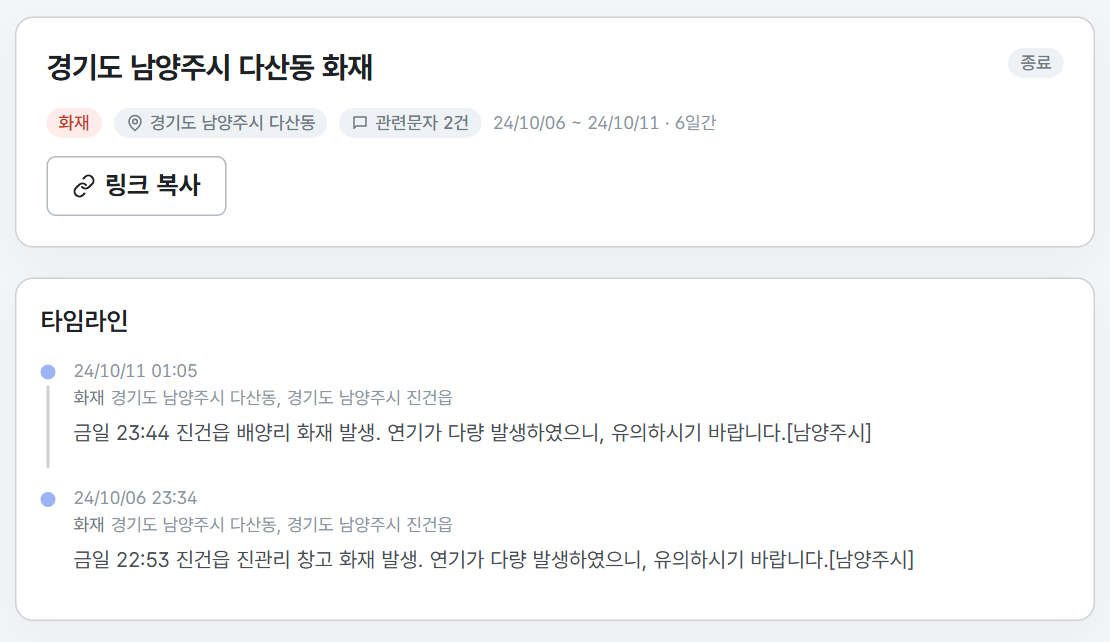 경기도 남양주시 다산동 화재
종료
화재 경기도 남양주시 다산동 관련문자 2건 24/10/06 ~ 24/10/11 · 6일간
링크 복사
타임라인
24/10/11 01:05
화재 경기도 남양주시 다산동, 경기도 남양주시 진건읍
금일 23:44 진건읍 배양리 화재 발생. 연기가 다량 발생하였으니, 유의하시기 바랍니다.[남양주시]
24/10/06 23:34
화재 경기도 남양주시 다산동, 경기도 남양주시 진건읍
금일 22:53 진건읍 진관리 창고 화재 발생. 연기가 다량 발생하였으니, 유의하시기 바랍니다.[남양주시]